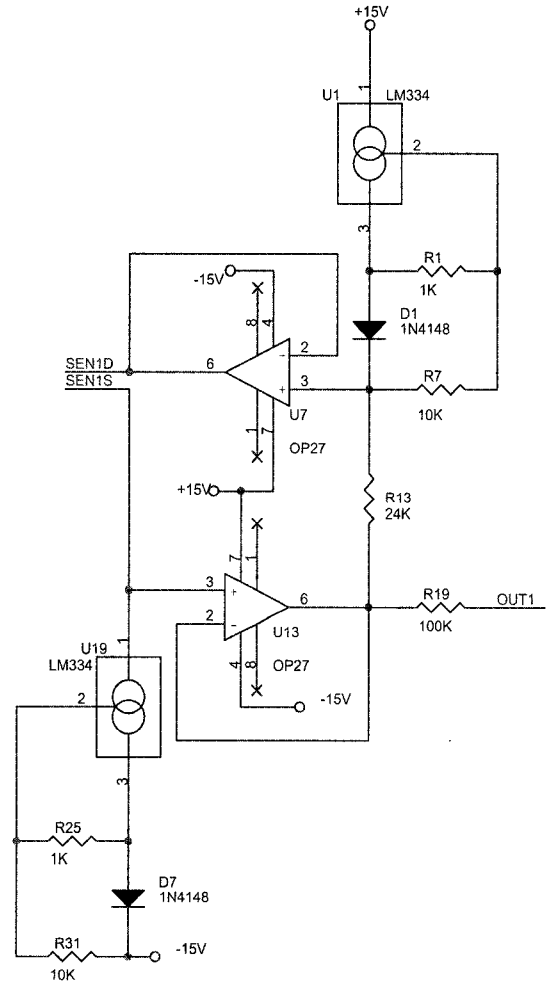 +15V
1
U1 LM334
2
3
R1
1K
-15V
D1
1N4148
8 4
SEN1D 6 2
-
SEN1S 3 R7
+
U7 10K
1 7
OP27
+15V R13
24K
7 1
3 6 R19 OUT1
+
2 U13 100K
-
1
U19 4 8 OP27
LM334
2 -15V
3
R25
1K
D7
1N4148
R31 -15V
10K